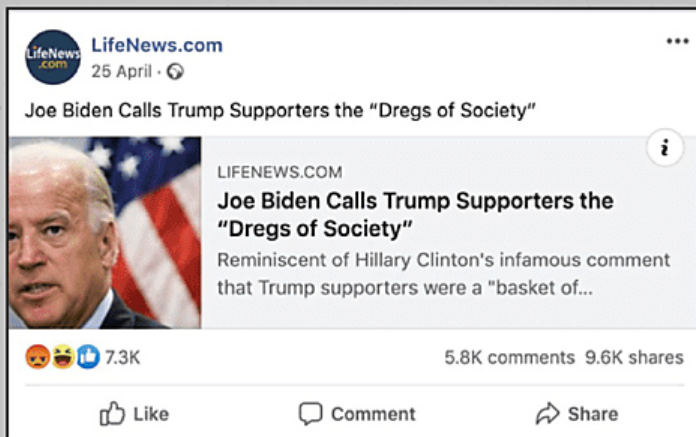 LifeNews
.com
LifeNews.com
25 April ·
Joe Biden Calls Trump Supporters the “Dregs of Society”
i
LIFENEWS.COM
Joe Biden Calls Trump Supporters the
“Dregs of Society”
Reminiscent of Hillary Clinton's infamous comment
that Trump supporters were a "basket of...
7.3K
5.8K comments 9.6K shares
Like Comment Share